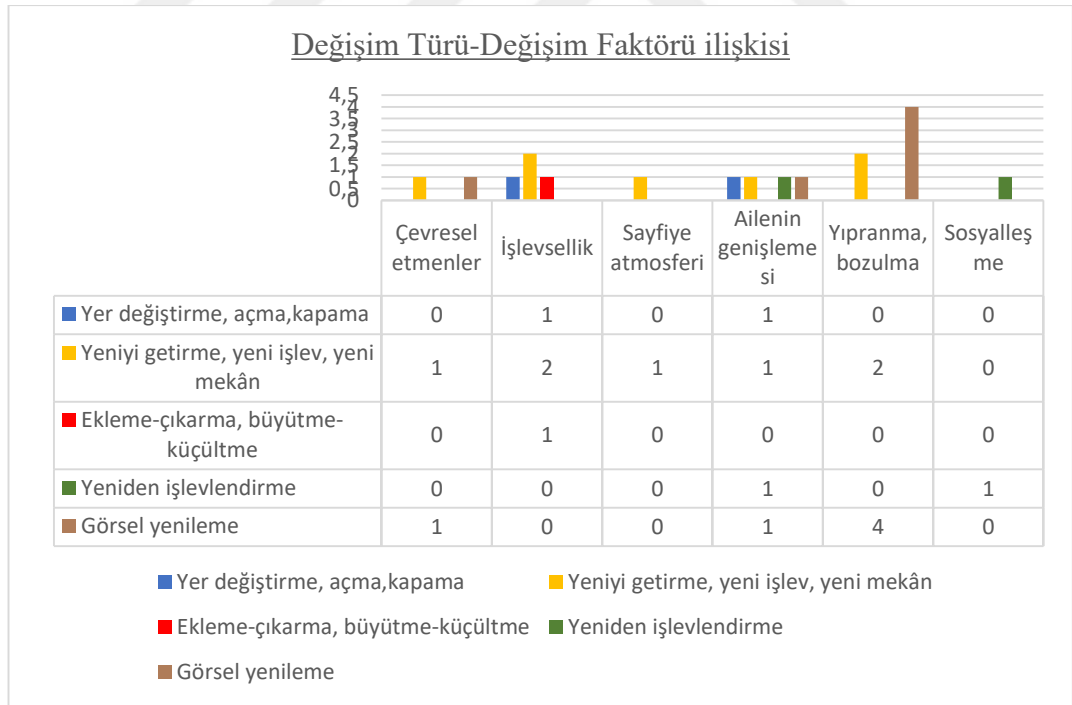 Değişim Türü-Değişim Faktörü ilişkisi
4,5
4
3,5
3
2,5
2
1,5
1
0,5
0
Çevresel etmenler
İşlevsellik
Sayfiye atmosferi
Ailenin genişleme si
Yıpranma, bozulma
Sosyalleş me
Yer değiştirme, açma,kapama 0 1 0 1 0 0
Yeniyi getirme, yeni işlev, yeni
mekân 1 2 1 1 2 0
Ekleme-çıkarma, büyütme-
küçültme 0 1 0 0 0 0
Yeniden işlevlendirme 0 0 0 1 0 1
Görsel yenileme 1 0 0 1 4 0
Yer değiştirme, açma,kapama Yeniyi getirme, yeni işlev, yeni mekân
Ekleme-çıkarma, büyütme-küçültme Yeniden işlevlendirme
Görsel yenileme